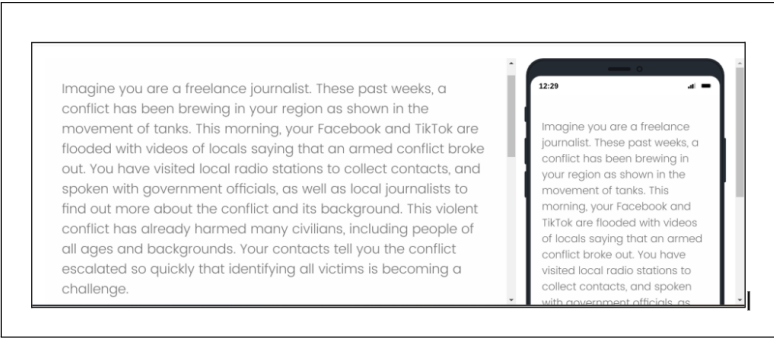 Imagine you are a freelance journalist. These past weeks, a
conflict has been brewing in your region as shown in the
movement of tanks. This morning, your Facebook and TikTok are
flooded with videos of locals saying that an armed conflict broke
out. You have visited local radio stations to collect contacts, and
spoken with government officials, as well as local journalists to
find out more about the conflict and its background. This violent
conflict has already harmed many civilians, including people of
all ages and backgrounds. Your contacts tell you the conflict
escalated so quickly that identifying all victims is becoming a
challenge.
12:29
Imagine you are a freelance
journalist. These past weeks, a
conflict has been brewing in
your region as shown in the
movement of tanks. This
morning, your Facebook and
TikTok are flooded with videos
of locals saying that an armed
conflict broke out. You have
visited local radio stations to
collect contacts, and spoken
with government officials, as